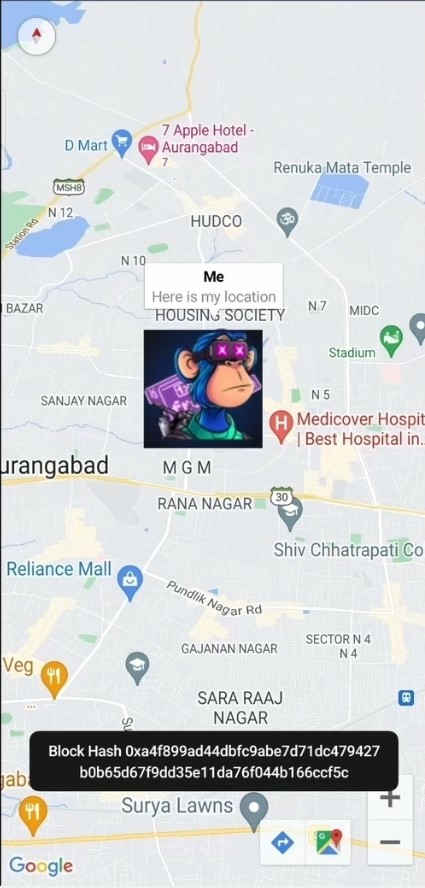 7 Apple Hotel -
Aurangabad
7
D Mart
Renuka Mata Temple
MSH8
N 12
Station Rd
HUDCO
N 10
Me
Here is my location
HOUSING SOCIETY
BAZAR
N 7
MIDC
Stadium
SANJAY NAGAR
N 5
Medicover Hospit
| Best Hospital in..
urangabad
M G M
RANA NAGAR
30
Shiv Chhatrapati Co
Reliance Mall
Pundlik Nagar Rd
SECTOR N 4
N 4
GAJANAN NAGAR
Veg
...
SARA RAAJ
NAGAR
Su
Block Hash 0xa4f899ad44dbfc9abe7d71dc479427
b0b65d67f9dd35e11da76f044b166ccf5c
gaba
Surya Lawns
+
−
Google